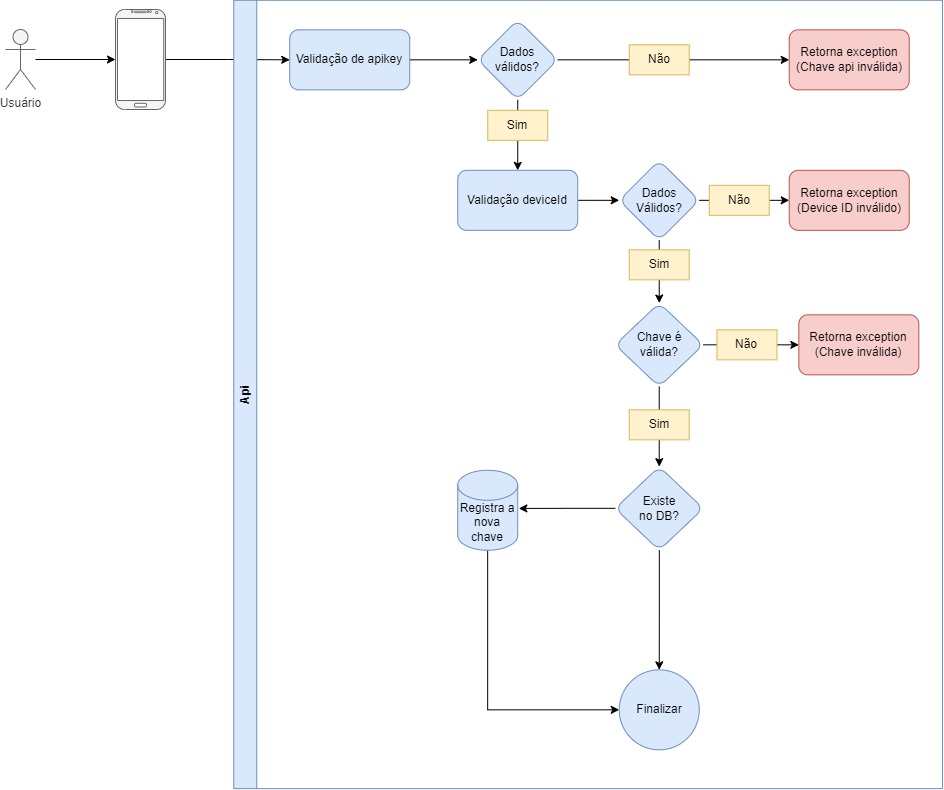 Usuário
Api
Validação de apikey
Dados
válidos?
Não
Retorna exception
(Chave api inválida)
Sim
Validação deviceId
Dados
Válidos?
Não
Retorna exception
(Device ID inválido)
Sim
Chave é
válida?
Não
Retorna exception
(Chave inválida)
Sim
Existe
no DB?
Registra a
nova
chave
Finalizar